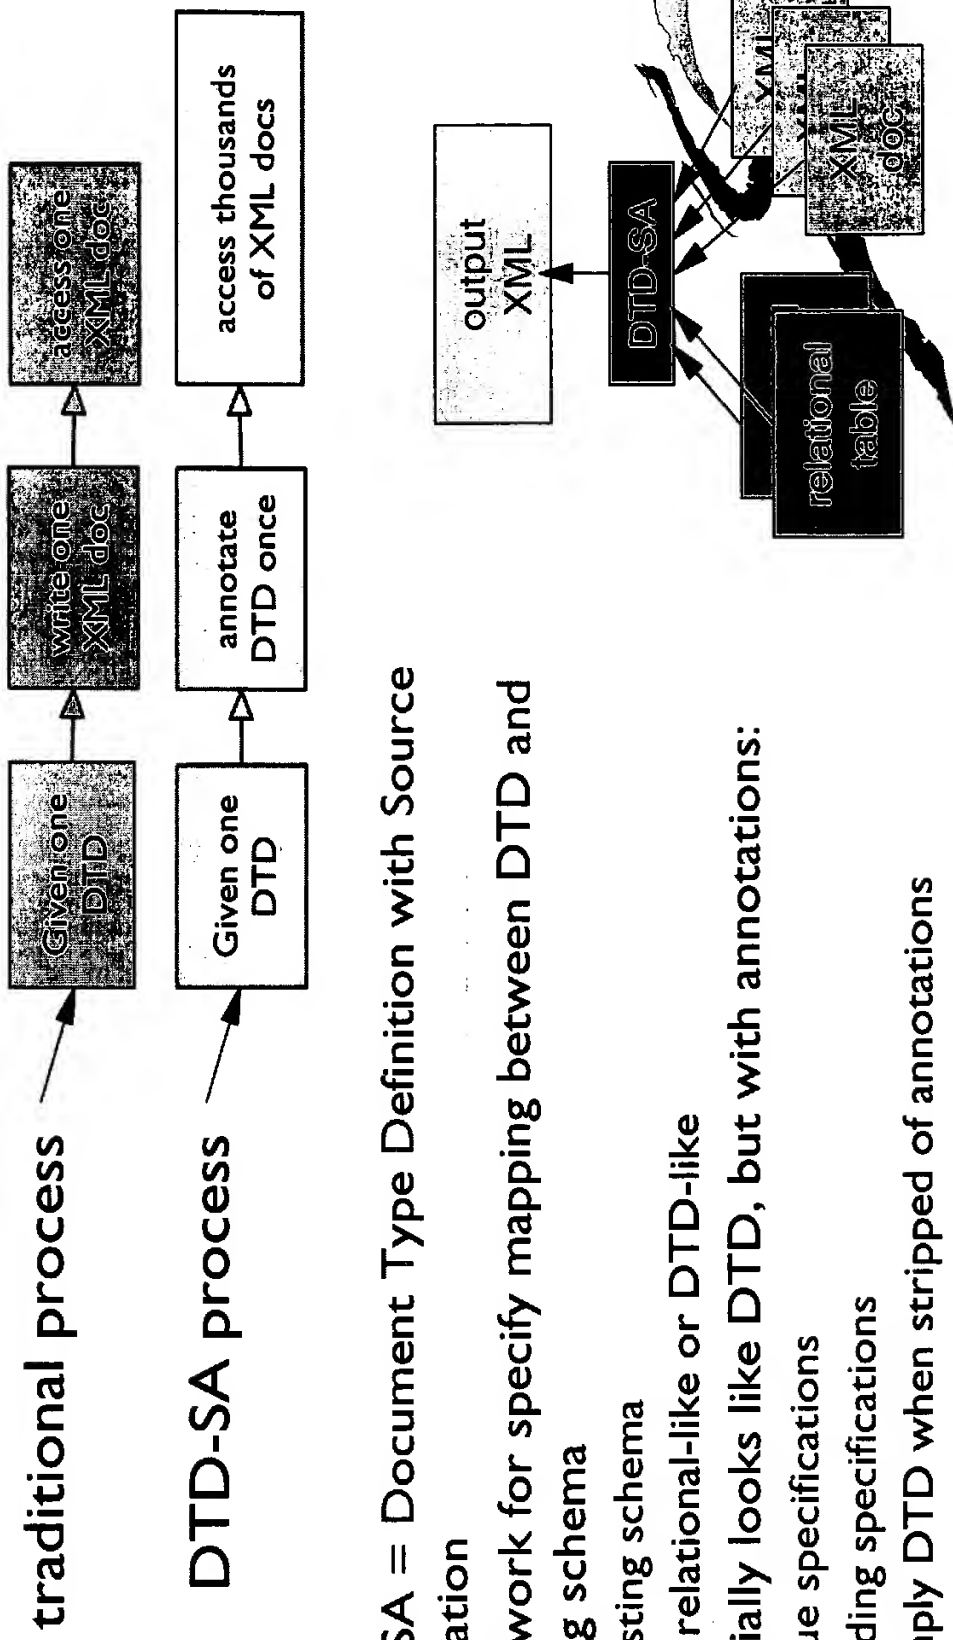 traditional process
Given one
DTD
write one
XML doc
access one
XML doc
DTD-SA process
Given one
DTD
annotate
DTD once
access thousands
of XML docs
SA = Document Type Definition with Source
ation
work for specify mapping between DTD and
g schema
sting schema
relational-like or DTD-like
ially looks like DTD, but with annotations:
ue specifications
ding specifications
ply DTD when stripped of annotations
output
XML
DTD-SA
relational
table
XML
XML
doc